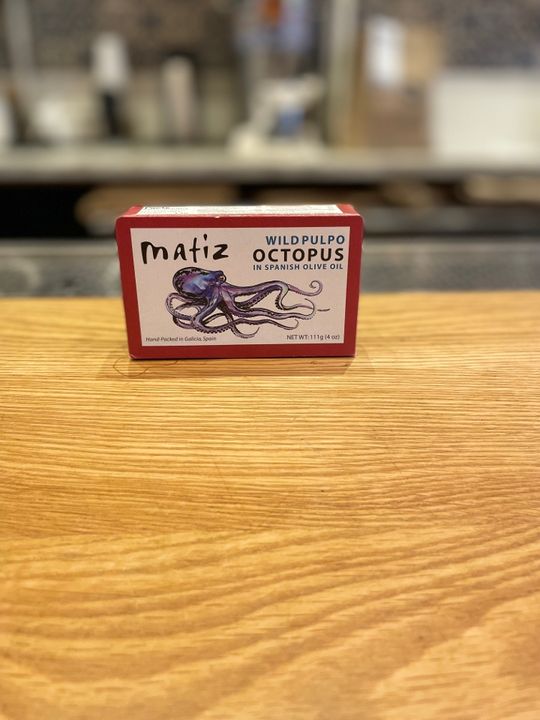 matiz
WILD PULPO
OCTOPUS
IN SPANISH OLIVE OIL
Hand-Packed in Galicia, Spain
NET WT: 111g (4 oz)